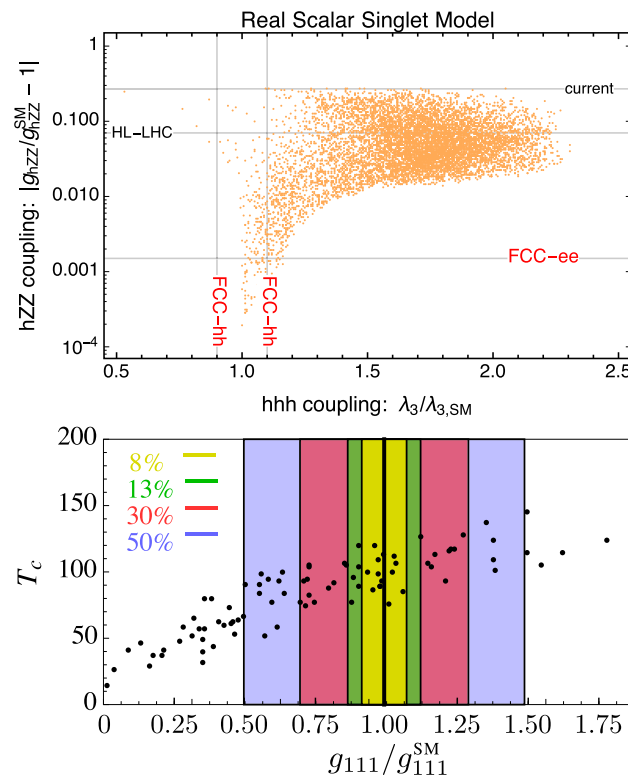 Real Scalar Singlet Model
hZZ coupling: |g_hZZ/g^SM_hZZ − 1|
1
0.100
0.010
0.001
10⁻⁴
current
HL−LHC
FCC−ee
FCC−hh
FCC−hh
0.5 1.0 1.5 2.0 2.5
hhh coupling: λ₃/λ₃,SM
T_c
200
150
100
50
0
8%
13%
30%
50%
0 0.25 0.50 0.75 1.00 1.25 1.50 1.75
g₁₁₁/g₁₁₁^SM